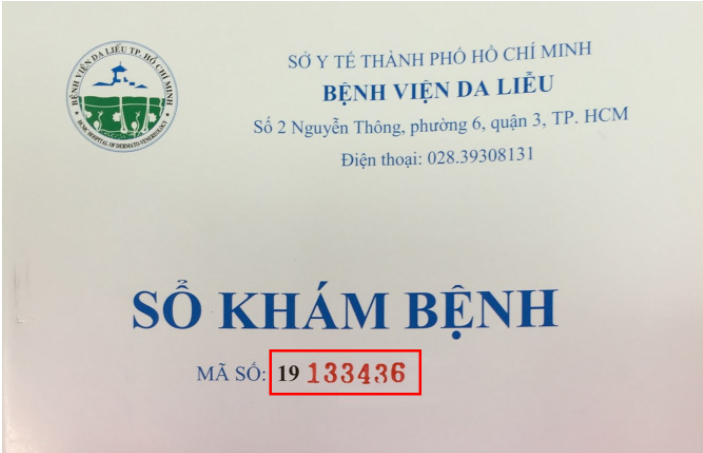 BỆNH VIỆN DA LIỄU TP. HỒ CHÍ MINH
HCMC HOSPITAL OF DERMATO-VENEREOLOGY
SỞ Y TẾ THÀNH PHỐ HỒ CHÍ MINH
BỆNH VIỆN DA LIỄU
Số 2 Nguyễn Thông, phường 6, quận 3, TP. HCM
Điện thoại: 028.39308131
SỔ KHÁM BỆNH
MÃ SỐ: 19 133436